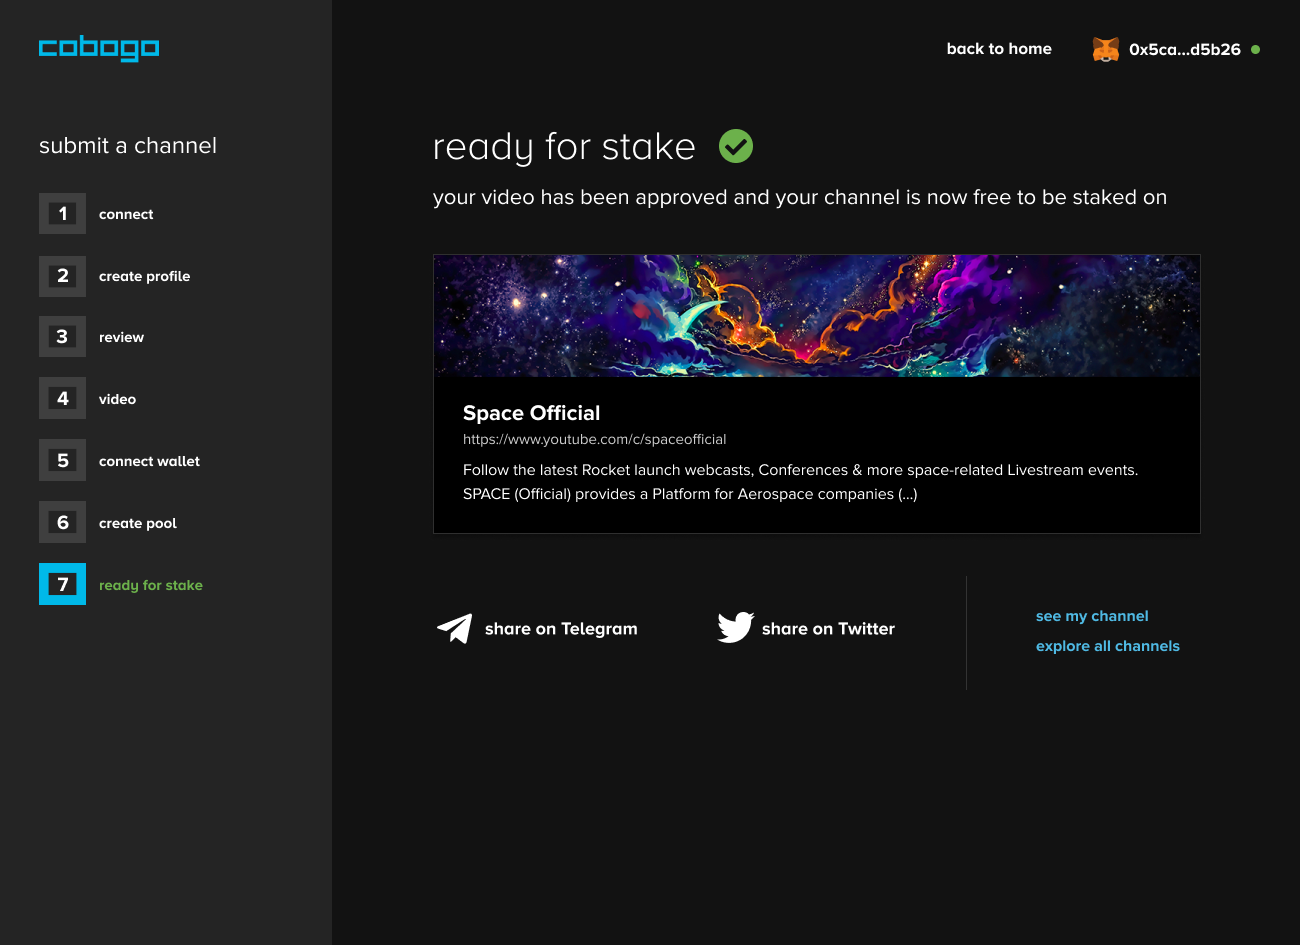 cobogo
back to home
0x5ca...d5b26
submit a channel
1 connect
2 create profile
3 review
4 video
5 connect wallet
6 create pool
7 ready for stake
ready for stake
your video has been approved and your channel is now free to be staked on
Space Official
https://www.youtube.com/c/spaceofficial
Follow the latest Rocket launch webcasts, Conferences & more space-related Livestream events.
SPACE (Official) provides a Platform for Aerospace companies (...)
share on Telegram
share on Twitter
see my channel
explore all channels